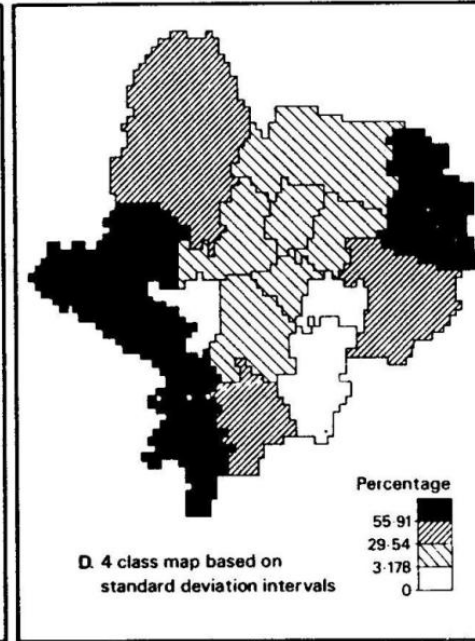 Percentage
55·91
29·54
3·178
0
D. 4 class map based on
standard deviation intervals